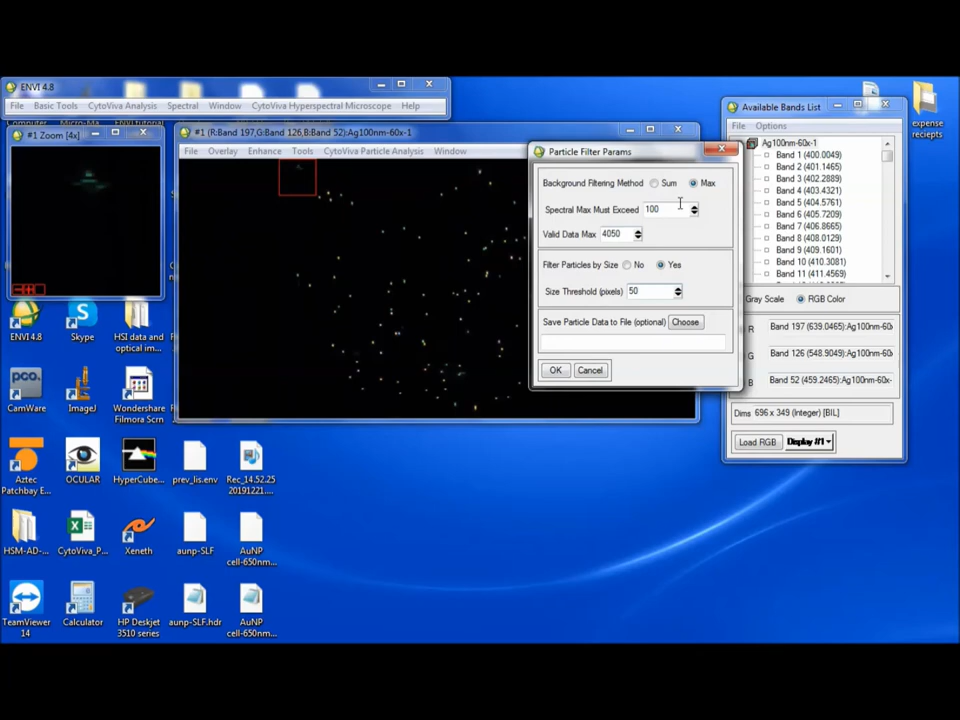 ENVI 4.8
File Basic Tools CytoViva Analysis Spectral Window CytoViva Hyperspectral Microscope Help
#1 Zoom [4x]
#1 (R:Band 197,G:Band 126,B:Band 52):Ag100nm-60x-1
File Overlay Enhance Tools CytoViva Particle Analysis Window
Particle Filter Params
Background Filtering Method Sum Max
Spectral Max Must Exceed 100
Valid Data Max 4050
Filter Particles by Size No Yes
Size Threshold (pixels) 50
Save Particle Data to File (optional) Choose
OK Cancel
Available Bands List
File Options
Ag100nm-60x-1
Band 1 (400.0049)
Band 2 (401.1465)
Band 3 (402.2889)
Band 4 (403.4321)
Band 5 (404.5761)
Band 6 (405.7209)
Band 7 (406.8665)
Band 8 (408.0129)
Band 9 (409.1601)
Band 10 (410.3081)
Band 11 (411.4569)
Gray Scale RGB Color
R Band 197 (639.0465):Ag100nm-60x
G Band 126 (548.9049):Ag100nm-60x
B Band 52 (459.2465):Ag100nm-60x-
Dims 696 x 349 (Integer) [BIL]
Load RGB Display #1
expense
reciepts
ENVI 4.8
Skype
HSI data and
optical im...
CamWare
ImageJ
Wondershare
Filmora Scrn
Aztec
Patchbay E...
OCULAR
HyperCube...
prev_lis.env
Rec_14.52.25
20191221....
HSM-AD-...
CytoViva_P...
Xeneth
aunp-SLF
AuNP
cell-650nm...
TeamViewer
14
Calculator
HP Deskjet
3510 series
aunp-SLF.hdr
AuNP
cell-650nm...